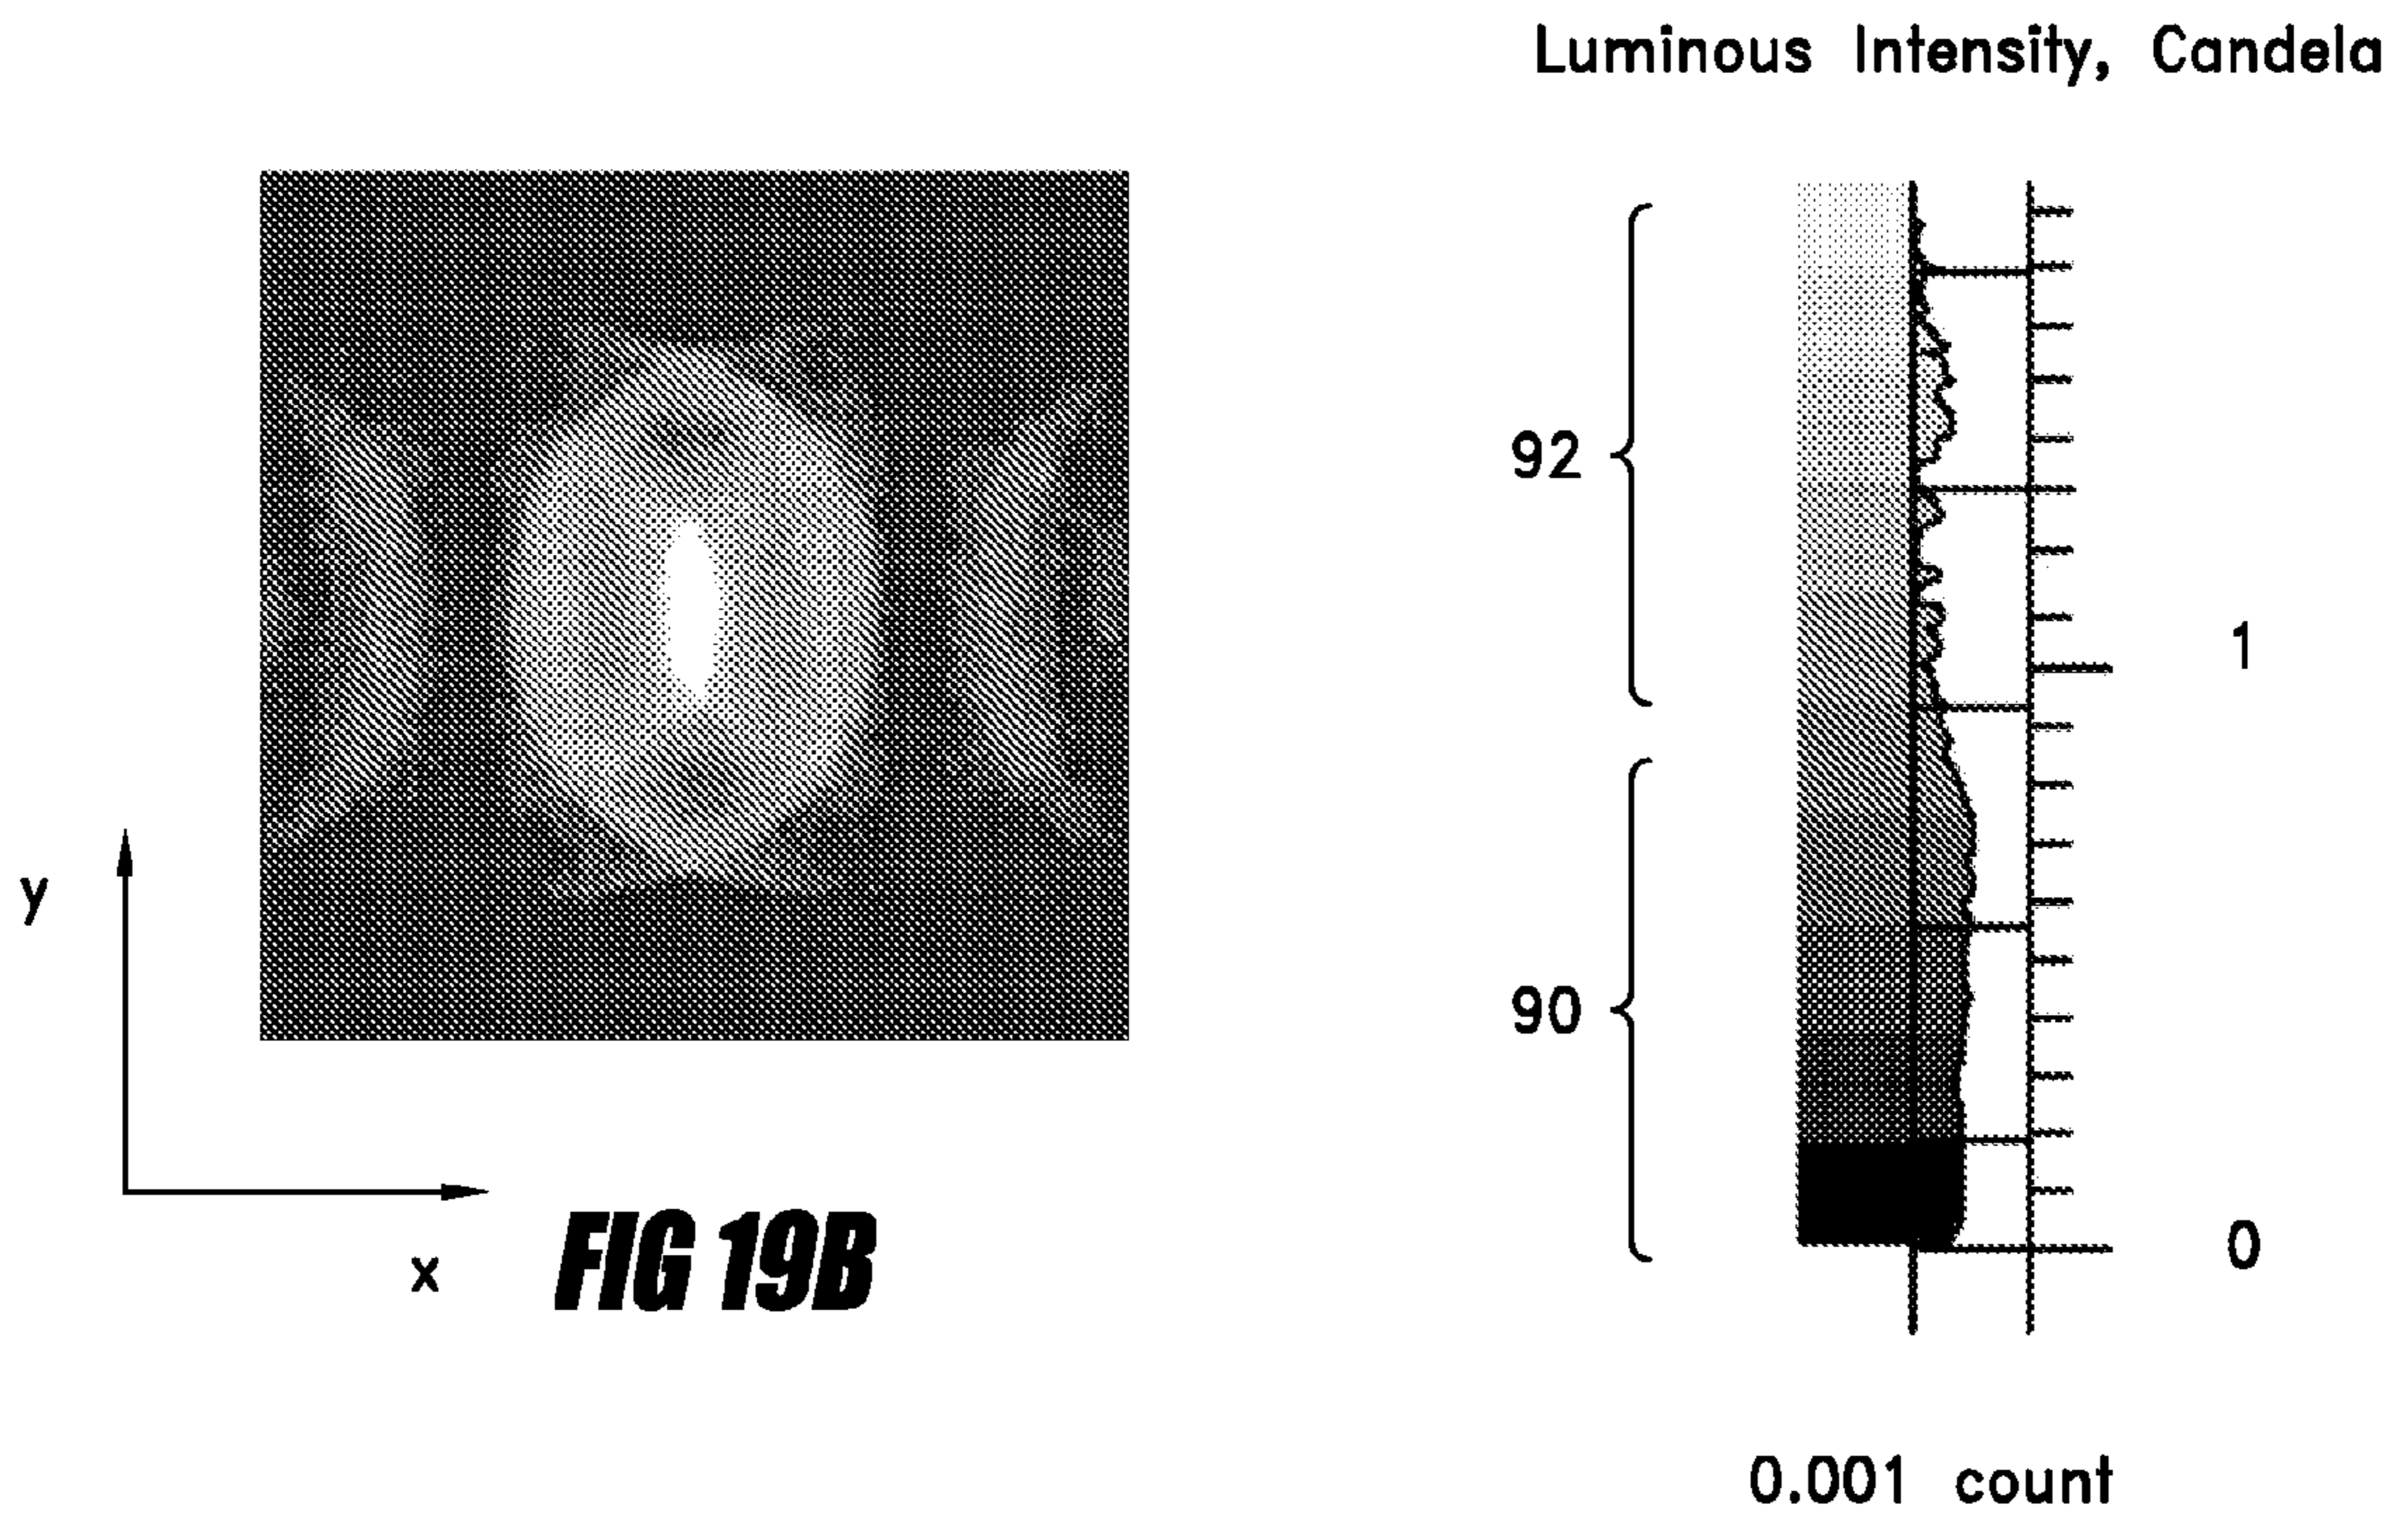 Luminous Intensity, Candela
92
1
y
90
0
x
FIG 19B
0.001 count